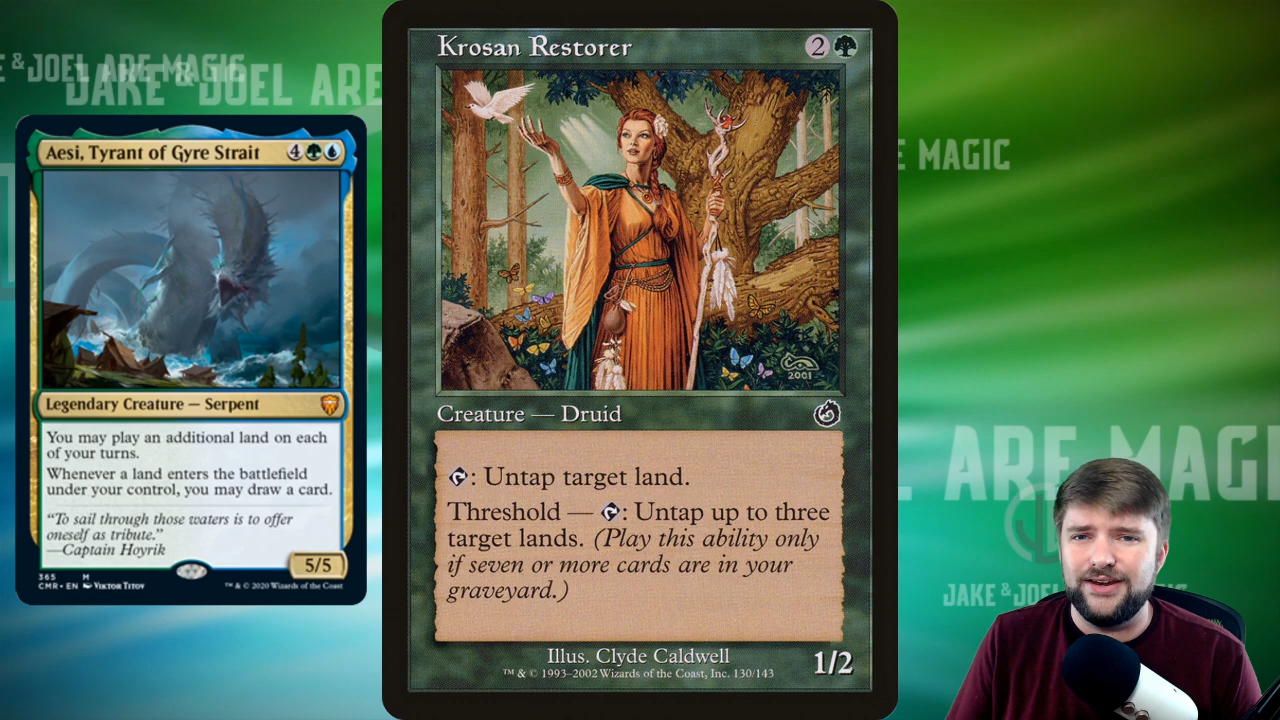 & JOEL ARE MAGIC
JAKE & JOEL ARE
E MAGIC
ARE MAGIC
JAKE & JOEL
Aesi, Tyrant of Gyre Strait 4
Legendary Creature — Serpent
You may play an additional land on each
of your turns.
Whenever a land enters the battlefield
under your control, you may draw a card.
“To sail through those waters is to offer
oneself as tribute.”
—Captain Hoyrik
5/5
365 M
CMR • EN Viktor Titov
™ & © 2020 Wizards of the Coast
Krosan Restorer 2
2001
Creature — Druid
: Untap target land.
Threshold — : Untap up to three
target lands. (Play this ability only
if seven or more cards are in your
graveyard.)
Illus. Clyde Caldwell
™ & © 1993–2002 Wizards of the Coast, Inc. 130/143
1/2